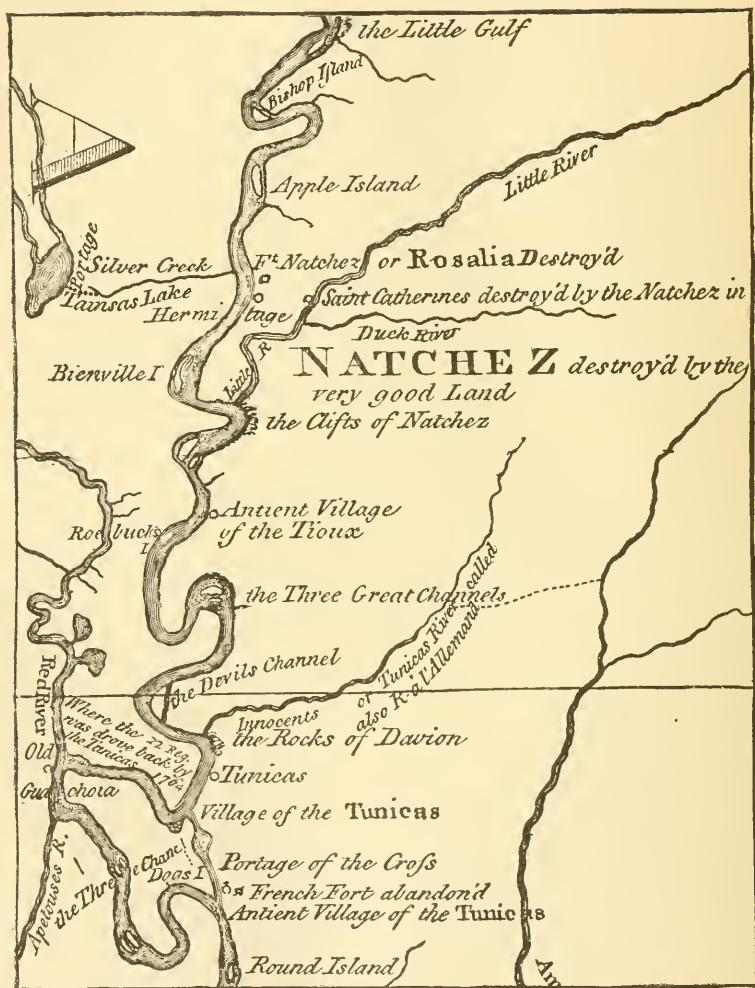 the Little Gulf
Bishop Island
Apple Island
Little River
Portage
Silver Creek
Ft. Natchez or Rosalia Destroy'd
Tainsas Lake
Hermitage
Saint Catherines destroy'd by the Natchez in
Duck River
Little R
NATCHEZ destroy'd by the
very good Land
Bienville I
the Clifts of Natchez
Antient Village
of the Tioux
Roebucks
I
the Three Great Channels
or Tunicas River called
also R. à l'Allemand
the Devils Channel
Red River
Where the 22 Reg.
was drove back by
the Tunicas 1764
Innocents
the Rocks of Davion
Old
Tunicas
Village of the Tunicas
Apelouses R.
the Three Chanel
Dogs I
Portage of the Croſs
French Fort abandon'd
Antient Village of the Tunicas
Round Island
Am